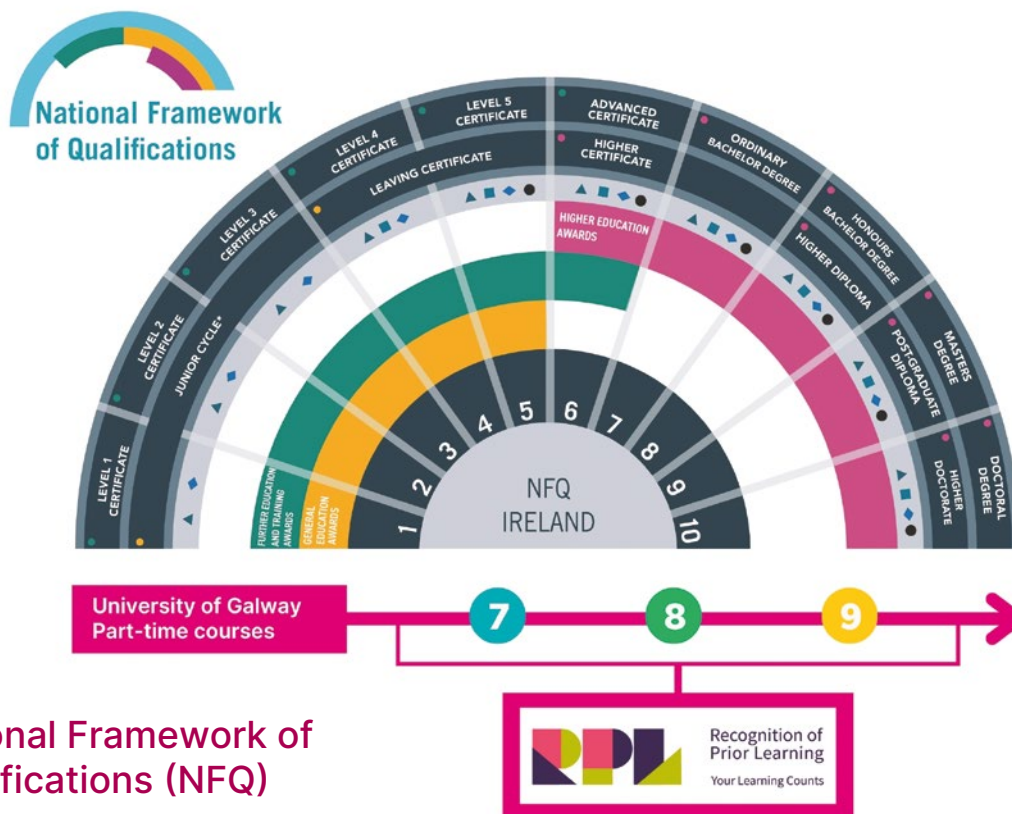 National Framework
of Qualifications
LEVEL 1
CERTIFICATE
LEVEL 2
CERTIFICATE
LEVEL 3
CERTIFICATE
LEVEL 4
CERTIFICATE
LEVEL 5
CERTIFICATE
ADVANCED
CERTIFICATE
ORDINARY
BACHELOR DEGREE
HONOURS
BACHELOR DEGREE
MASTERS
DEGREE
DOCTORAL
DEGREE
JUNIOR CYCLE*
LEAVING CERTIFICATE
HIGHER
CERTIFICATE
HIGHER DIPLOMA
POST-GRADUATE
DIPLOMA
HIGHER
DOCTORATE
HIGHER EDUCATION
AWARDS
FURTHER EDUCATION
AND TRAINING
AWARDS
GENERAL
EDUCATION
AWARDS
1
2
3
4
5
6
7
8
9
10
NFQ
IRELAND
University of Galway
Part-time courses
7
8
9
onal Framework of
ifications (NFQ)
RPL
Recognition of
Prior Learning
Your Learning Counts